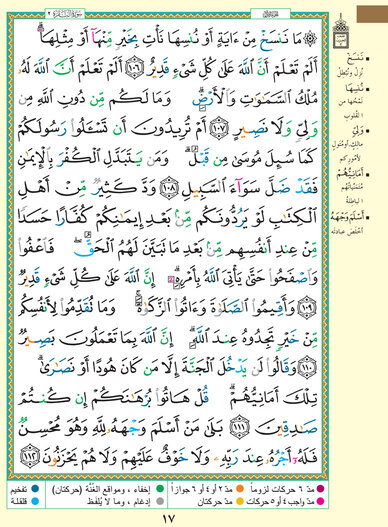 سُورَةُ البَقَرَةِ ٢
۞ مَا نَنسَخْ مِنْ ءَايَةٍ أَوْ نُنسِهَا نَأْتِ بِخَيْرٍ مِّنْهَآ أَوْ مِثْلِهَآ ۗ
أَلَمْ تَعْلَمْ أَنَّ ٱللَّهَ عَلَىٰ كُلِّ شَىْءٍ قَدِيرٌ ١٠٦ أَلَمْ تَعْلَمْ أَنَّ ٱللَّهَ لَهُۥ
مُلْكُ ٱلسَّمَـٰوَٰتِ وَٱلْأَرْضِ ۗ وَمَا لَكُم مِّن دُونِ ٱللَّهِ مِن
وَلِىٍّ وَلَا نَصِيرٍ ١٠٧ أَمْ تُرِيدُونَ أَن تَسْـَٔلُوا۟ رَسُولَكُمْ
كَمَا سُئِلَ مُوسَىٰ مِن قَبْلُ ۗ وَمَن يَتَبَدَّلِ ٱلْكُفْرَ بِٱلْإِيمَـٰنِ
فَقَدْ ضَلَّ سَوَآءَ ٱلسَّبِيلِ ١٠٨ وَدَّ كَثِيرٌ مِّنْ أَهْلِ
ٱلْكِتَـٰبِ لَوْ يَرُدُّونَكُم مِّنۢ بَعْدِ إِيمَـٰنِكُمْ كُفَّارًا حَسَدًا
مِّنْ عِندِ أَنفُسِهِم مِّنۢ بَعْدِ مَا تَبَيَّنَ لَهُمُ ٱلْحَقُّ ۖ فَٱعْفُوا۟
وَٱصْفَحُوا۟ حَتَّىٰ يَأْتِىَ ٱللَّهُ بِأَمْرِهِۦٓ ۗ إِنَّ ٱللَّهَ عَلَىٰ كُلِّ شَىْءٍ قَدِيرٌ
١٠٩ وَأَقِيمُوا۟ ٱلصَّلَوٰةَ وَءَاتُوا۟ ٱلزَّكَوٰةَ ۚ وَمَا تُقَدِّمُوا۟ لِأَنفُسِكُم
مِّنْ خَيْرٍ تَجِدُوهُ عِندَ ٱللَّهِ ۗ إِنَّ ٱللَّهَ بِمَا تَعْمَلُونَ بَصِيرٌ
١١٠ وَقَالُوا۟ لَن يَدْخُلَ ٱلْجَنَّةَ إِلَّا مَن كَانَ هُودًا أَوْ نَصَـٰرَىٰ ۗ
تِلْكَ أَمَانِيُّهُمْ ۗ قُلْ هَاتُوا۟ بُرْهَـٰنَكُمْ إِن كُنتُمْ
صَـٰدِقِينَ ١١١ بَلَىٰ مَنْ أَسْلَمَ وَجْهَهُۥ لِلَّهِ وَهُوَ مُحْسِنٌ
فَلَهُۥٓ أَجْرُهُۥ عِندَ رَبِّهِۦ وَلَا خَوْفٌ عَلَيْهِمْ وَلَا هُمْ يَحْزَنُونَ ١١٢
■ نَنسَخْ
نُزِلْ ونُبْطِلْ
■ نُنسِهَا
نمْحُها من
القلوب
■ وَلِىٍّ
مالك، أو مُتَولٍّ
لأموركم
■ أَمَانِيُّهُمْ
مُتَمَنَّيَاتُهُم
الباطلة
■ أَسْلَمَ وَجْهَهُ
أخلص عبادته
مدّ ٦ حركات لزوماً
مدّ ٢ أو ٤ أو ٦ جوازاً
إخفاء، ومواقع الغُنَّة (حركتان)
تفخيم
مدّ واجب ٤ أو ٥ حركات
مدّ حركتان
إدغام، وما لا يُلفَظ
قلقلة
١٧